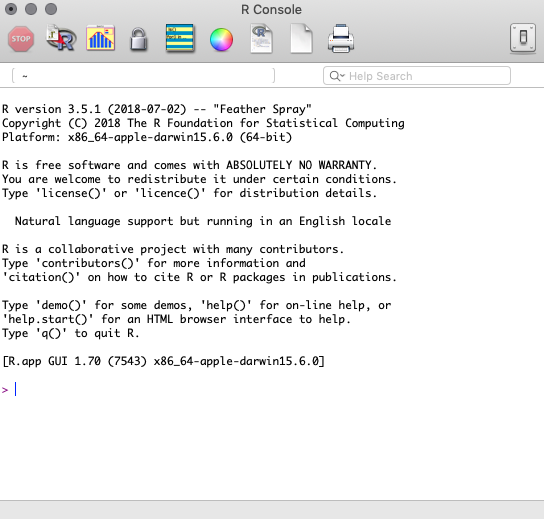 R Console
STOP
R
~
Help Search
R version 3.5.1 (2018-07-02) -- "Feather Spray"
Copyright (C) 2018 The R Foundation for Statistical Computing
Platform: x86_64-apple-darwin15.6.0 (64-bit)
R is free software and comes with ABSOLUTELY NO WARRANTY.
You are welcome to redistribute it under certain conditions.
Type 'license()' or 'licence()' for distribution details.
Natural language support but running in an English locale
R is a collaborative project with many contributors.
Type 'contributors()' for more information and
'citation()' on how to cite R or R packages in publications.
Type 'demo()' for some demos, 'help()' for on-line help, or
'help.start()' for an HTML browser interface to help.
Type 'q()' to quit R.
[R.app GUI 1.70 (7543) x86_64-apple-darwin15.6.0]
>